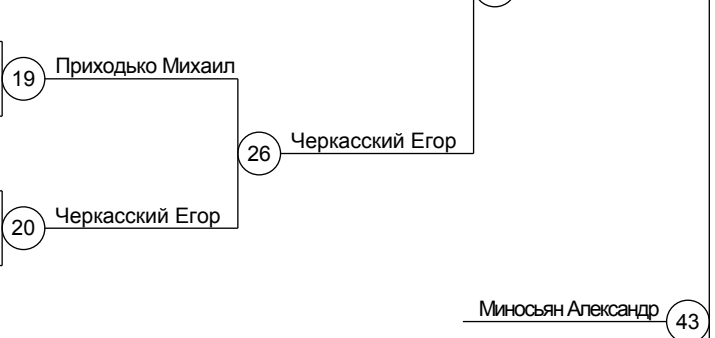 Приходько Михаил
19
Черкасский Егор
26
Черкасский Егор
20
Миносьян Александр
43